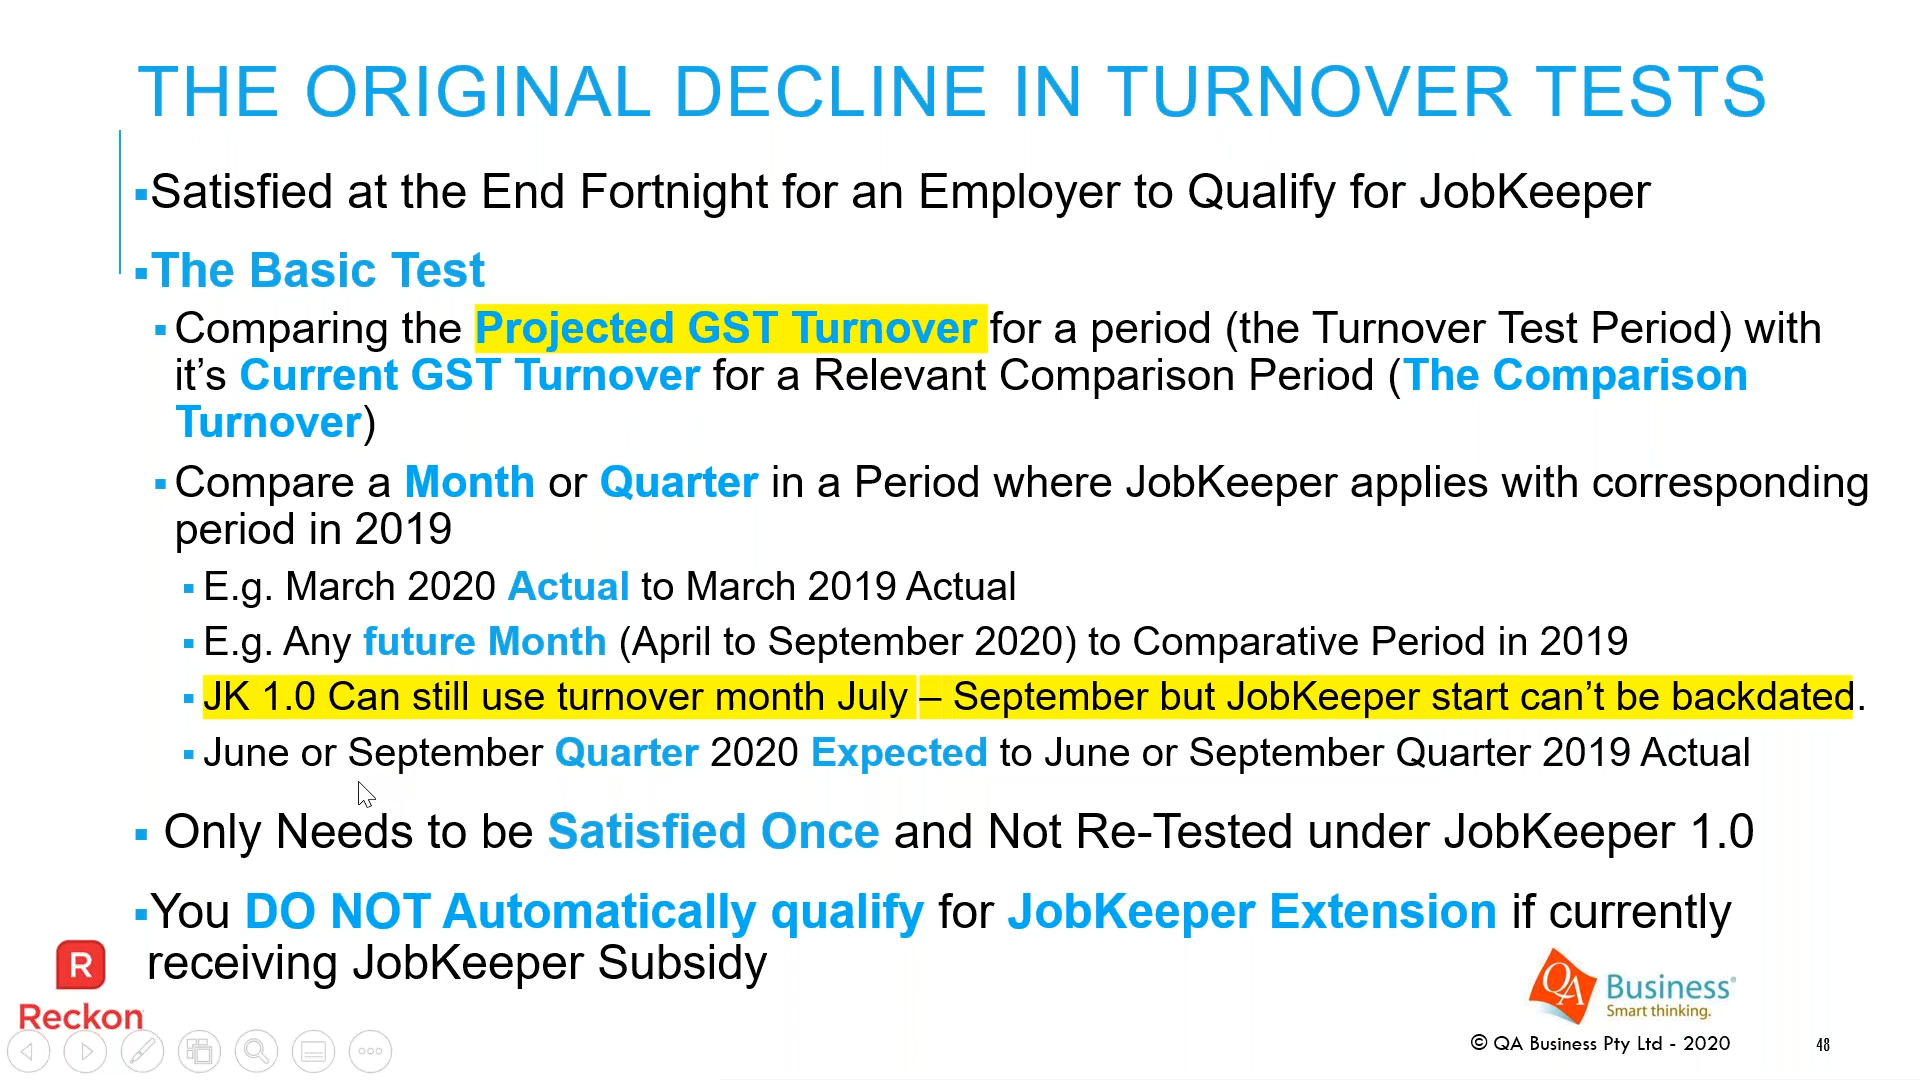 THE ORIGINAL DECLINE IN TURNOVER TESTS
▪Satisfied at the End Fortnight for an Employer to Qualify for JobKeeper
▪The Basic Test
▪Comparing the Projected GST Turnover for a period (the Turnover Test Period) with
it’s Current GST Turnover for a Relevant Comparison Period (The Comparison
Turnover)
▪Compare a Month or Quarter in a Period where JobKeeper applies with corresponding
period in 2019
▪E.g. March 2020 Actual to March 2019 Actual
▪E.g. Any future Month (April to September 2020) to Comparative Period in 2019
▪JK 1.0 Can still use turnover month July – September but JobKeeper start can’t be backdated.
▪June or September Quarter 2020 Expected to June or September Quarter 2019 Actual
▪ Only Needs to be Satisfied Once and Not Re-Tested under JobKeeper 1.0
▪You DO NOT Automatically qualify for JobKeeper Extension if currently
receiving JobKeeper Subsidy
R
Reckon
QA Business®
Smart thinking.
© QA Business Pty Ltd - 2020
48